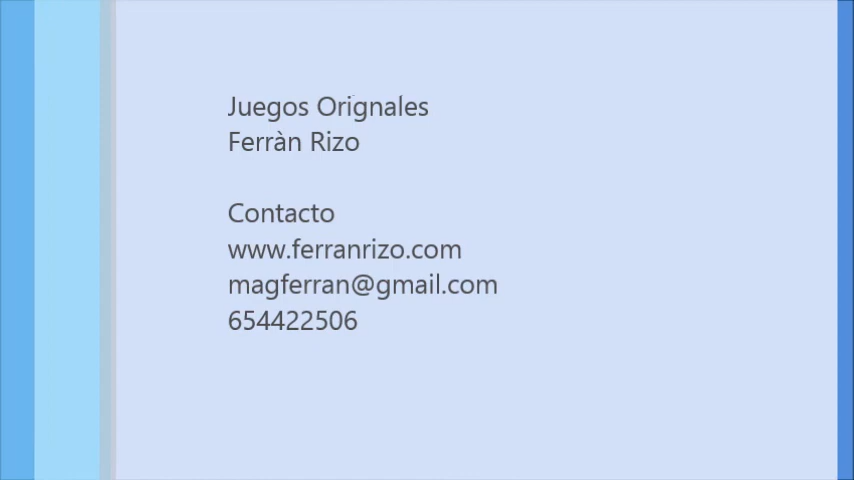 Juegos Orignales
Ferràn Rizo
Contacto
www.ferranrizo.com
magferran@gmail.com
654422506